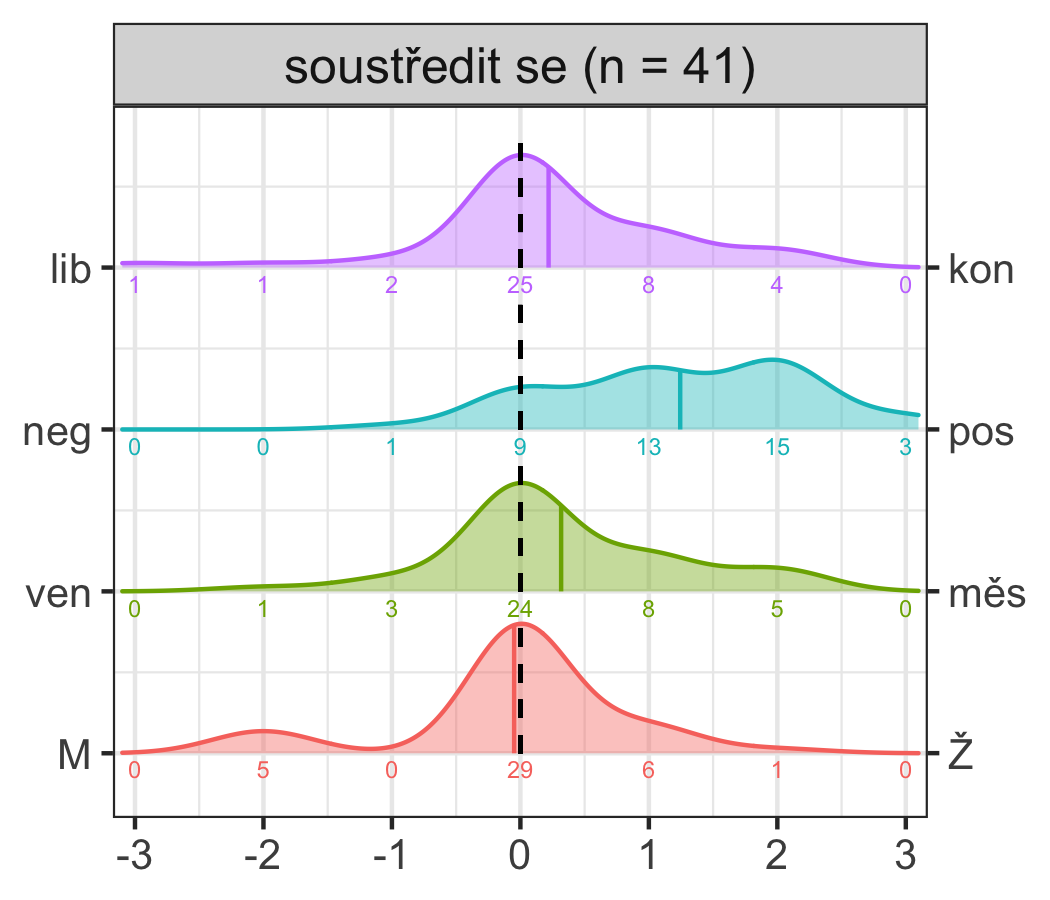 soustředit se (n = 41)
lib kon
1 1 2 25 8 4 0
neg pos
0 0 1 9 13 15 3
ven měs
0 1 3 24 8 5 0
M Ž
0 5 0 29 6 1 0
-3 -2 -1 0 1 2 3